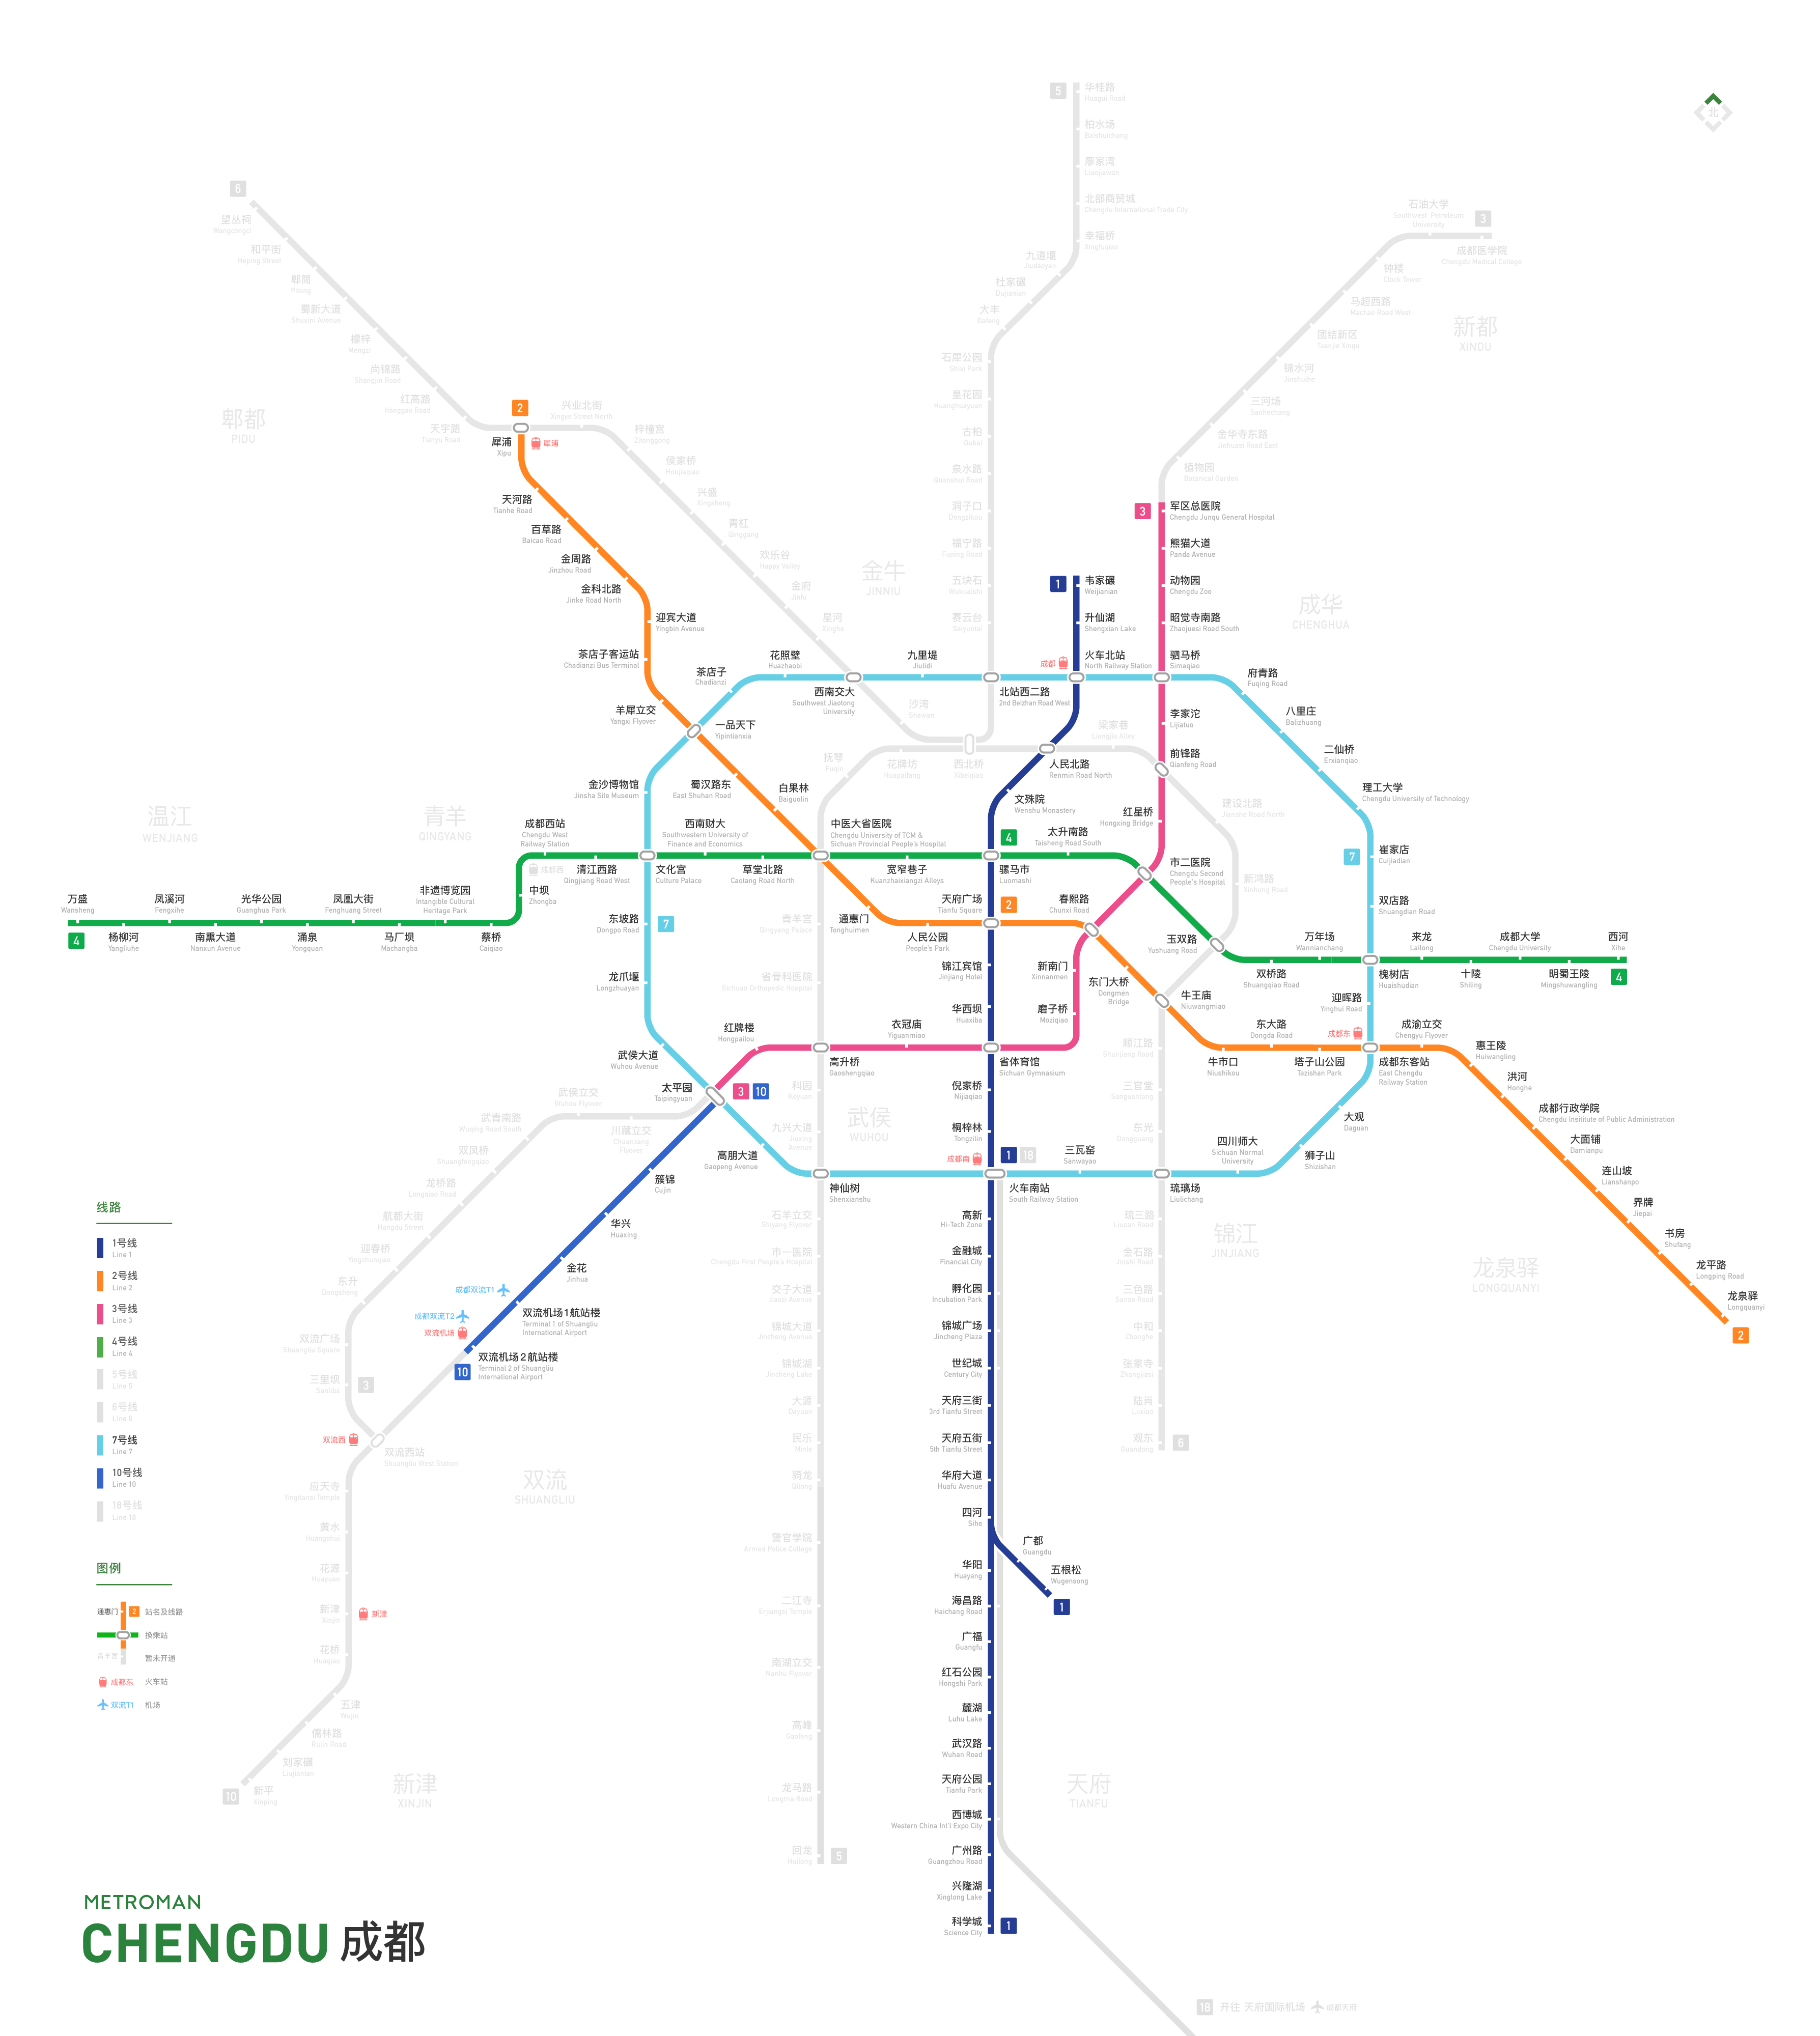 5
华桂路
Huagui Road
柏水场
Baishuichang
廖家湾
Liaojiawan
北部商贸城
Chengdu International Trade City
幸福桥
Xingfuqiao
九道堰
Jiudaoyan
杜家碾
Dujianian
大丰
Dafeng
石犀公园
Shixi Park
皇花园
Huanghuayuan
古柏
Gubai
泉水路
Quanshui Road
洞子口
Dongzikou
福宁路
Funing Road
五块石
Wukuaishi
赛云台
Saiyuntai
北
6
望丛祠
Wangcongci
和平街
Heping Street
郫筒
Pitong
蜀新大道
Shuxin Avenue
檬梓
Mengzi
尚锦路
Shangjin Road
红高路
Honggao Road
天宇路
Tianyu Road
兴业北街
Xingye Street North
梓潼宫
Zitonggong
侯家桥
Houjiaqiao
兴盛
Xingsheng
青杠
Qinggang
欢乐谷
Happy Valley
金府
Jinfu
星河
Xinghe
沙湾
Shawan
石油大学
Southwest Petroleum
University
3
成都医学院
Chengdu Medical College
钟楼
Clock Tower
马超西路
Machao Road West
团结新区
Tuanjie Xinqu
锦水河
Jinshuihe
三河场
Sanhechang
金华寺东路
Jinhuasi Road East
植物园
Botanical Garden
新都
XINDU
郫都
PIDU
金牛
JINNIU
成华
CHENGHUA
温江
WENJIANG
青羊
QINGYANG
2
犀浦
Xipu
犀浦
天河路
Tianhe Road
百草路
Baicao Road
金周路
Jinzhou Road
金科北路
Jinke Road North
迎宾大道
Yingbin Avenue
茶店子客运站
Chadianzi Bus Terminal
羊犀立交
Yangxi Flyover
一品天下
Yipintianxia
蜀汉路东
East Shuhan Road
白果林
Baiguolin
3
军区总医院
Chengdu Junqu General Hospital
熊猫大道
Panda Avenue
动物园
Chengdu Zoo
昭觉寺南路
Zhaojuesi Road South
驷马桥
Simaqiao
李家沱
Lijiatuo
前锋路
Qianfeng Road
红星桥
Hongxing Bridge
1
韦家碾
Weijianian
升仙湖
Shengxian Lake
成都
火车北站
North Railway Station
人民北路
Renmin Road North
文殊院
Wenshu Monastery
茶店子
Chadianzi
花照壁
Huazhaobi
西南交大
Southwest Jiaotong
University
九里堤
Jiulidi
北站西二路
2nd Beizhan Road West
府青路
Fuqing Road
八里庄
Balizhuang
二仙桥
Erxianqiao
理工大学
Chengdu University of Technology
7
崔家店
Cuijiadian
双店路
Shuangdian Road
抚琴
Fuqin
花牌坊
Huapaifang
西北桥
Xibeiqiao
梁家巷
Liangjia Alley
建设北路
Jianshe Road North
新鸿路
Xinhong Road
金沙博物馆
Jinsha Site Museum
成都西站
Chengdu West
Railway Station
成都西
西南财大
Southwestern University of
Finance and Economics
中医大省医院
Chengdu University of TCM &
Sichuan Provincial People's Hospital
4
太升南路
Taisheng Road South
清江西路
Qingjiang Road West
文化宫
Culture Palace
草堂北路
Caotang Road North
宽窄巷子
Kuanzhaixiangzi Alleys
骡马市
Luomashi
市二医院
Chengdu Second
People's Hospital
万盛
Wansheng
凤溪河
Fengxihe
光华公园
Guanghua Park
凤凰大街
Fenghuang Street
非遗博览园
Intangible Cultural
Heritage Park
中坝
Zhongba
4
杨柳河
Yangliuhe
南熏大道
Nanxun Avenue
涌泉
Yongquan
马厂坝
Machangba
蔡桥
Caiqiao
东坡路
Dongpo Road
7
青羊宫
Qingyang Palace
通惠门
Tonghuimen
天府广场
Tianfu Square
2
春熙路
Chunxi Road
人民公园
People's Park
玉双路
Yushuang Road
万年场
Wannianchang
来龙
Lailong
成都大学
Chengdu University
西河
Xihe
双桥路
Shuangqiao Road
槐树店
Huaishudian
十陵
Shiling
明蜀王陵
Mingshuwangling
4
龙爪堰
Longzhuayan
省骨科医院
Sichuan Orthopedic Hospital
锦江宾馆
Jinjiang Hotel
华西坝
Huaxiba
新南门
Xinnanmen
磨子桥
Moziqiao
东门大桥
Dongmen
Bridge
牛王庙
Niuwangmiao
迎晖路
Yinghui Road
成都东
红牌楼
Hongpailou
衣冠庙
Yiguanmiao
高升桥
Gaoshengqiao
省体育馆
Sichuan Gymnasium
顺江路
Shunjiang Road
牛市口
Niushikou
东大路
Dongda Road
塔子山公园
Tazishan Park
成都东客站
East Chengdu
Railway Station
成渝立交
Chengyu Flyover
惠王陵
Huiwangling
洪河
Honghe
成都行政学院
Chengdu Institute of Public Administration
大面铺
Damianpu
连山坡
Lianshanpo
界牌
Jiepai
书房
Shufang
龙平路
Longping Road
龙泉驿
Longquanyi
2
武侯大道
Wuhou Avenue
太平园
Taipingyuan
3
10
科园
Keyuan
九兴大道
Jiuxing
Avenue
武侯
WUHOU
倪家桥
Nijiaqiao
桐梓林
Tongzilin
三官堂
Sanguantang
东光
Dongguang
大观
Daguan
狮子山
Shizishan
四川师大
Sichuan Normal
University
高朋大道
Gaopeng Avenue
神仙树
Shenxianshu
成都南
1
18
三瓦窑
Sanwayao
火车南站
South Railway Station
琉璃场
Liulichang
武侯立交
Wuhou Flyover
武青南路
Wuqing Road South
川藏立交
Chuanzang
Flyover
双凤桥
Shuangfengqiao
龙桥路
Longqiao Road
航都大街
Hangdu Street
迎春桥
Yingchunqiao
东升
Dongsheng
双流广场
Shuangliu Square
三里坝
Sanliba
3
双流西
双流西站
Shuangliu West Station
簇锦
Cujin
华兴
Huaxing
金花
Jinhua
成都双流T1
双流机场1航站楼
Terminal 1 of Shuangliu
International Airport
成都双流T2
双流机场
双流机场2航站楼
Terminal 2 of Shuangliu
International Airport
10
应天寺
Yingtiansi Temple
黄水
Huangshui
花源
Huayuan
新津
Xinjin
新津
花桥
Huaqiao
五津
Wujin
儒林路
Rulin Road
刘家碾
Liujianian
新平
Xinping
10
双流
SHUANGLIU
新津
XINJIN
石羊立交
Shiyang Flyover
市一医院
Chengdu First People's Hospital
交子大道
Jiaozi Avenue
锦城大道
Jincheng Avenue
锦城湖
Jincheng Lake
大源
Dayuan
民乐
Minle
骑龙
Qilong
警官学院
Armed Police College
二江寺
Erjiangsi Temple
南湖立交
Nanhu Flyover
高峰
Gaofeng
龙马路
Longma Road
回龙
Huilong
5
高新
Hi-Tech Zone
金融城
Financial City
孵化园
Incubation Park
锦城广场
Jincheng Plaza
世纪城
Century City
天府三街
3rd Tianfu Street
天府五街
5th Tianfu Street
华府大道
Huafu Avenue
四河
Sihe
广都
Guangdu
五根松
Wugensong
1
华阳
Huayang
海昌路
Haichang Road
广福
Guangfu
红石公园
Hongshi Park
麓湖
Luhu Lake
武汉路
Wuhan Road
天府公园
Tianfu Park
西博城
Western China Int'l Expo City
广州路
Guangzhou Road
兴隆湖
Xinglong Lake
科学城
Science City
1
琉三路
Liusan Road
金石路
Jinshi Road
三色路
Sanse Road
中和
Zhonghe
张家寺
Zhangjiasi
陆肖
Luxiao
观东
Guandong
6
锦江
JINJIANG
龙泉驿
LONGQUANYI
天府
TIANFU
18
开往 天府国际机场
成都天府
线路
1号线
Line 1
2号线
Line 2
3号线
Line 3
4号线
Line 4
5号线
Line 5
6号线
Line 6
7号线
Line 7
10号线
Line 10
18号线
Line 18
图例
通惠门
2
站名及线路
换乘站
青羊宫
暂未开通
成都东
火车站
双流T1
机场
METROMAN
CHENGDU 成都